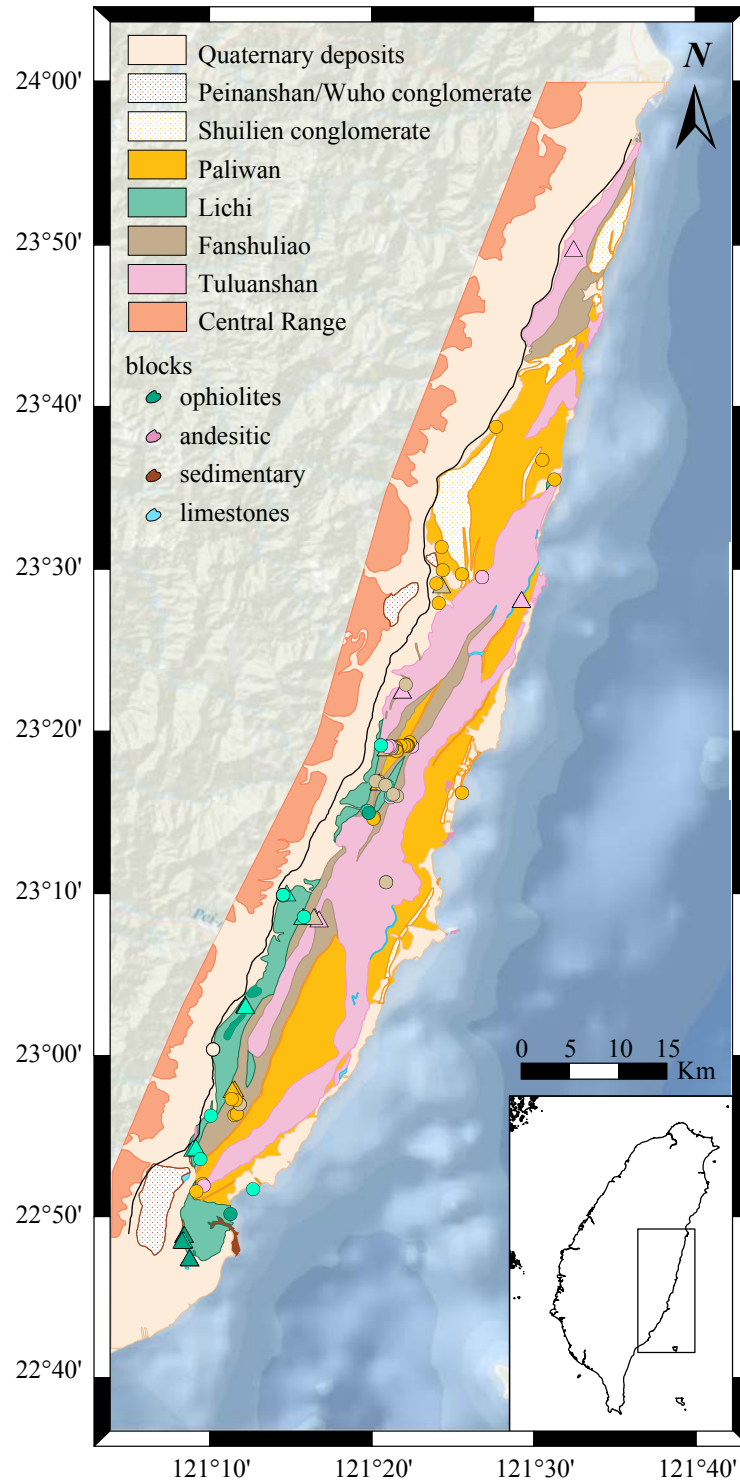 24°00'
23°50'
23°40'
23°30'
23°20'
23°10'
23°00'
22°50'
22°40'
Quaternary deposits
Peinanshan/Wuho conglomerate
Shuilien conglomerate
Paliwan
Lichi
Fanshuliao
Tuluanshan
Central Range
blocks
ophiolites
andesitic
sedimentary
limestones
N
0 5 10 15
Km
121°10' 121°20' 121°30' 121°40'